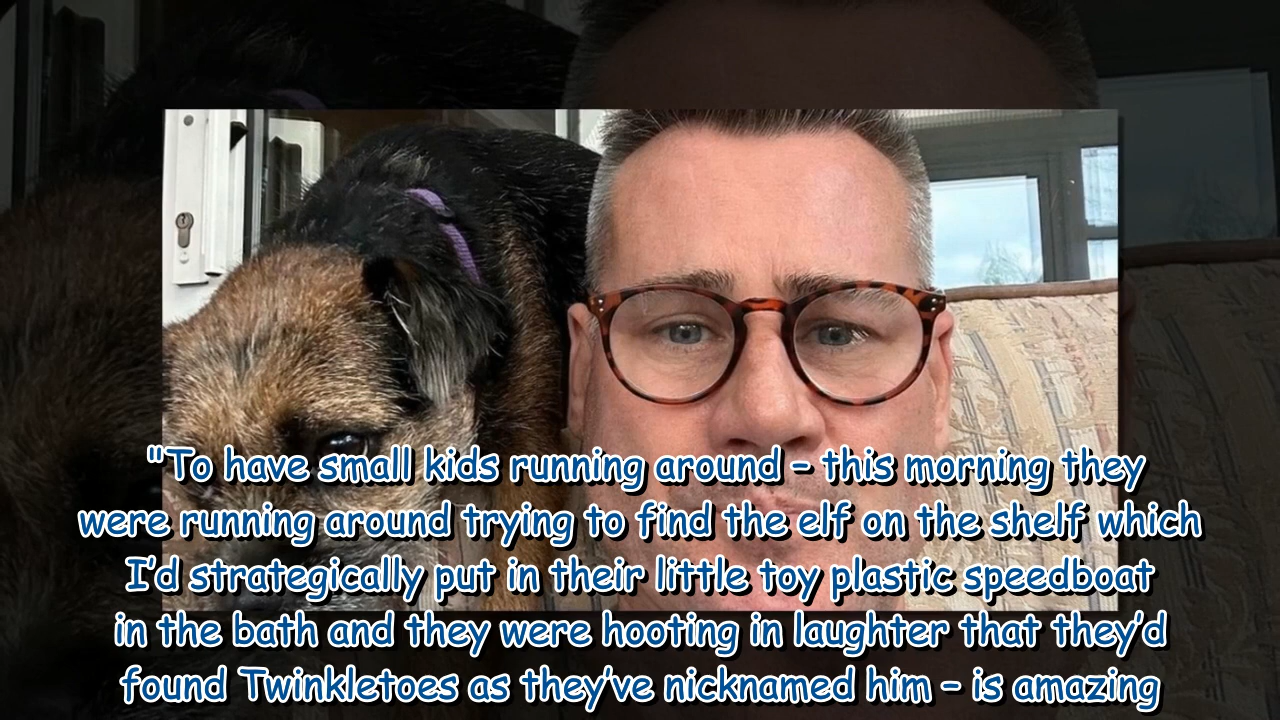 "To have small kids running around – this morning they
were running around trying to find the elf on the shelf which
I’d strategically put in their little toy plastic speedboat
in the bath and they were hooting in laughter that they’d
found Twinkletoes as they’ve nicknamed him – is amazing